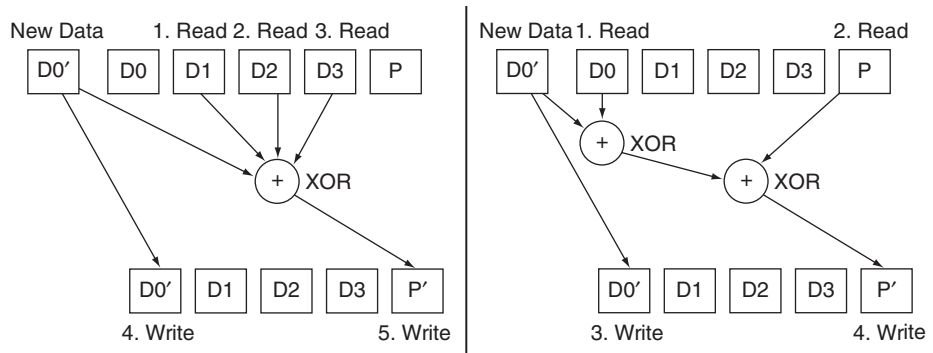 New Data 1. Read 2. Read 3. Read
D0′ D0 D1 D2 D3 P
+ XOR
D0′ D1 D2 D3 P′
4. Write 5. Write
New Data 1. Read 2. Read
D0′ D0 D1 D2 D3 P
+ XOR
+ XOR
D0′ D1 D2 D3 P′
3. Write 4. Write